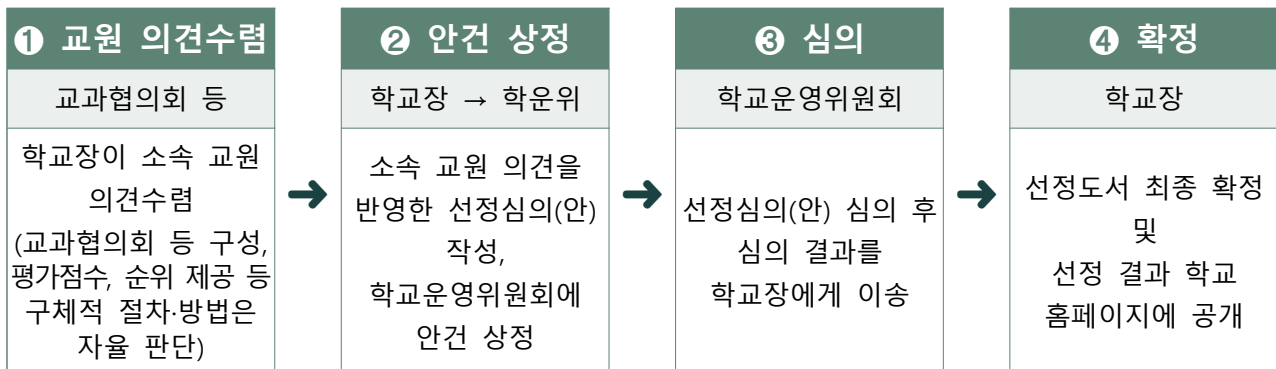 ❶ 교원 의견수렴
교과협의회 등
학교장이 소속 교원
의견수렴
(교과협의회 등 구성,
평가점수, 순위 제공 등
구체적 절차·방법은
자율 판단)
➜
❷ 안건 상정
학교장 → 학운위
소속 교원 의견을
반영한 선정심의(안)
작성,
학교운영위원회에
안건 상정
➜
❸ 심의
학교운영위원회
선정심의(안) 심의 후
심의 결과를
학교장에게 이송
➜
❹ 확정
학교장
선정도서 최종 확정
및
선정 결과 학교
홈페이지에 공개